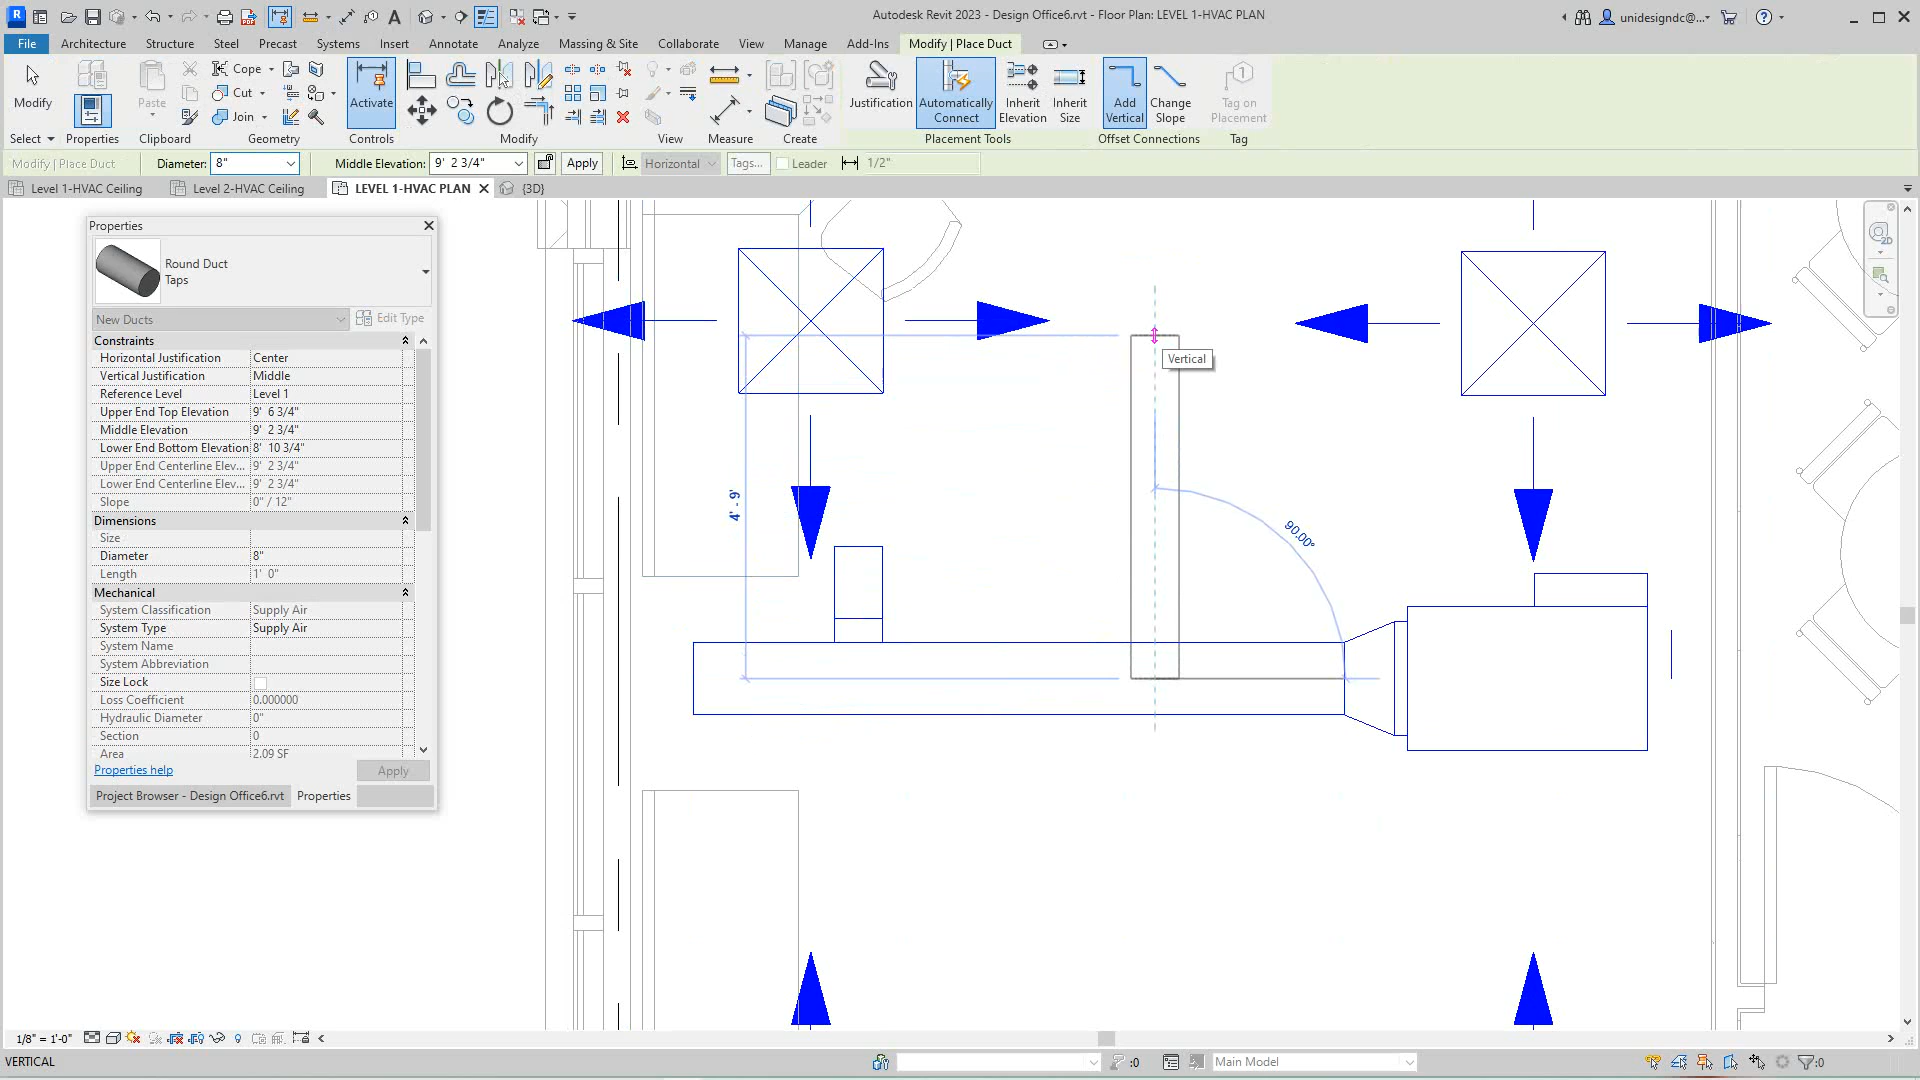 Autodesk Revit 2023 - Design Office6.rvt - Floor Plan: LEVEL 1-HVAC PLAN
unidesigndc@...
File Architecture Structure Steel Precast Systems Insert Annotate Analyze Massing & Site Collaborate View Manage Add-Ins Modify | Place Duct
Modify
Paste
Cope
Cut
Join
Activate
Justification
Automatically
Connect
Inherit
Elevation
Inherit
Size
Add
Vertical
Change
Slope
Tag on
Placement
Select Properties Clipboard Geometry Controls Modify View Measure Create Placement Tools Offset Connections Tag
Modify | Place Duct Diameter: 8" Middle Elevation: 9' 2 3/4" Apply Horizontal Tags... Leader 1/2"
Level 1-HVAC Ceiling Level 2-HVAC Ceiling LEVEL 1-HVAC PLAN {3D}
Properties
Round Duct
Taps
New Ducts Edit Type
Constraints
Horizontal Justification Center
Vertical Justification Middle
Reference Level Level 1
Upper End Top Elevation 9' 6 3/4"
Middle Elevation 9' 2 3/4"
Lower End Bottom Elevation 8' 10 3/4"
Upper End Centerline Elev... 9' 2 3/4"
Lower End Centerline Elev... 9' 2 3/4"
Slope 0" / 12"
Dimensions
Size
Diameter 8"
Length 1' 0"
Mechanical
System Classification Supply Air
System Type Supply Air
System Name
System Abbreviation
Size Lock
Loss Coefficient 0.000000
Hydraulic Diameter 0"
Section 0
Area 2.09 SF
Properties help Apply
Project Browser - Design Office6.rvt Properties
Vertical
4' - 9'
90.00°
2D
1/8" = 1'-0"
VERTICAL :0 Main Model :0